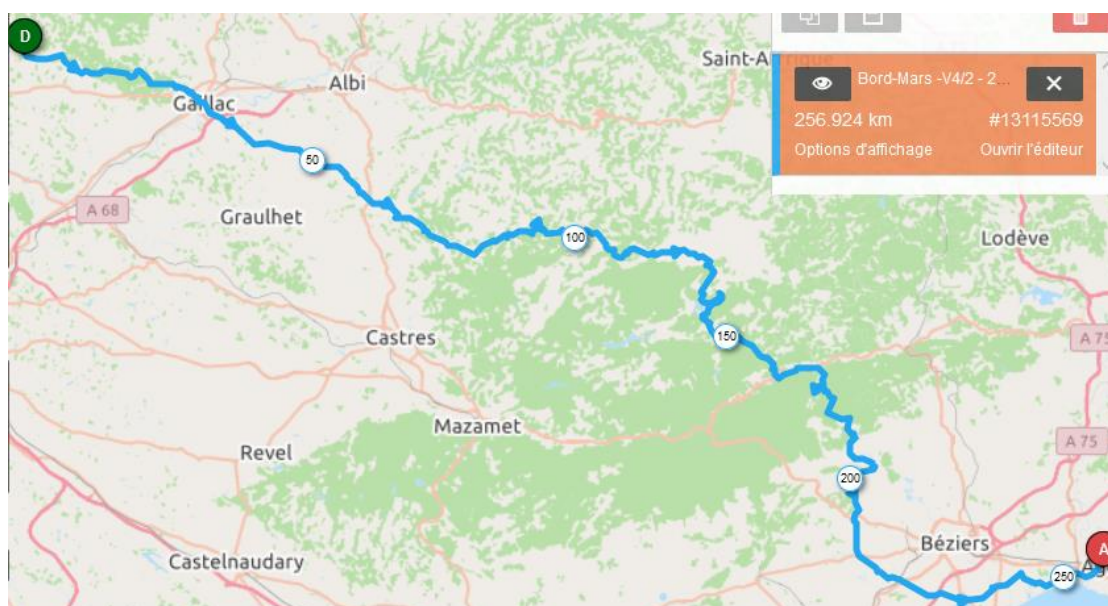 D
Albi
Saint-A
Gaillac
Bord-Mars -V4/2 - 2...
256.924 km
#13115569
Options d'affichage
Ouvrir l'éditeur
50
A 68
Graulhet
100
Lodève
Castres
150
A 75
Mazamet
Revel
A 75
200
Castelnaudary
Béziers
A
250